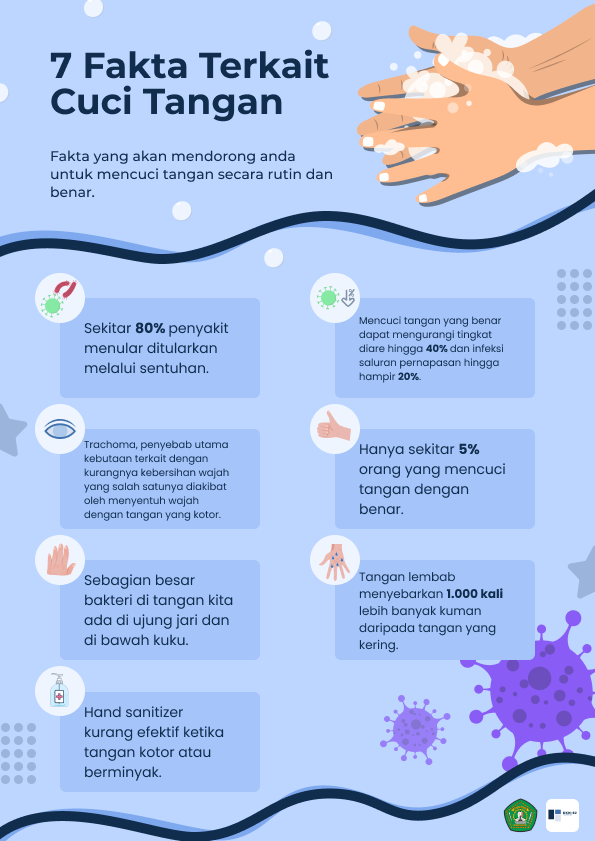 7 Fakta Terkait
Cuci Tangan
Fakta yang akan mendorong anda
untuk mencuci tangan secara rutin dan
benar.
Sekitar 80% penyakit
menular ditularkan
melalui sentuhan.
Mencuci tangan yang benar
dapat mengurangi tingkat
diare hingga 40% dan infeksi
saluran pernapasan hingga
hampir 20%.
Trachoma, penyebab utama
kebutaan terkait dengan
kurangnya kebersihan wajah
yang salah satunya diakibat
oleh menyentuh wajah
dengan tangan yang kotor.
Hanya sekitar 5%
orang yang mencuci
tangan dengan
benar.
Sebagian besar
bakteri di tangan kita
ada di ujung jari dan
di bawah kuku.
Tangan lembab
menyebarkan 1.000 kali
lebih banyak kuman
daripada tangan yang
kering.
Hand sanitizer
kurang efektif ketika
tangan kotor atau
berminyak.